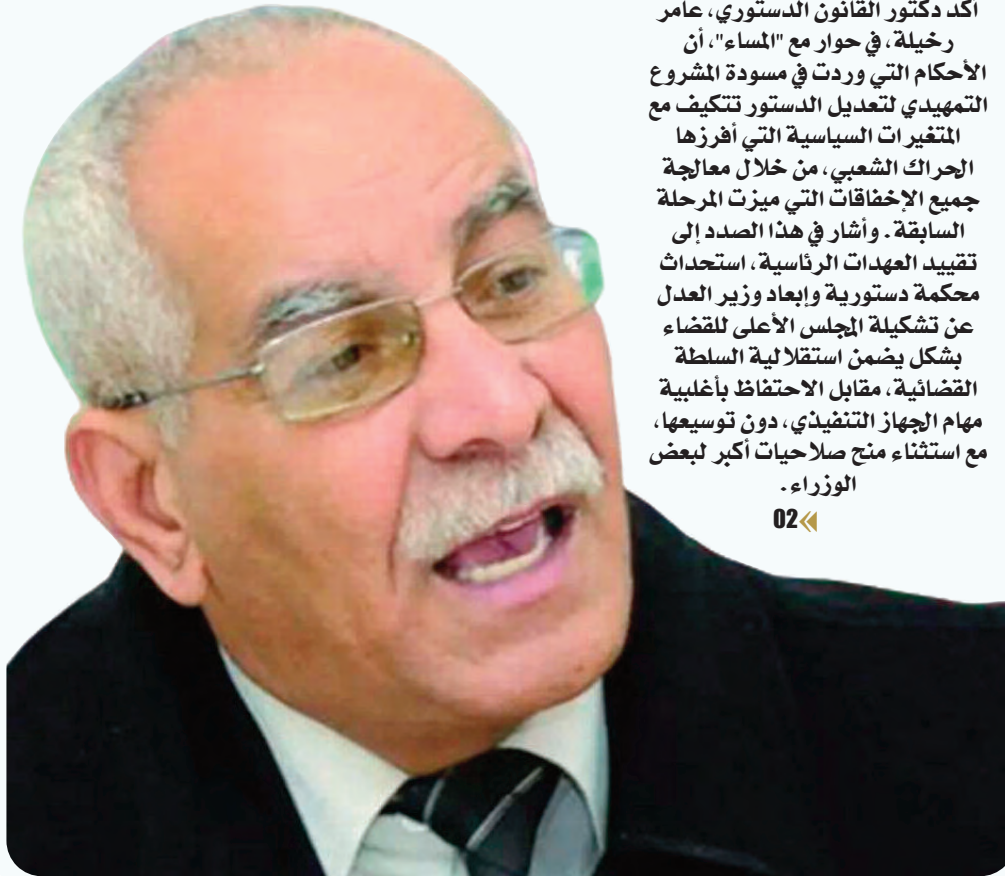 أكد دكتور القانون الدستوري، عامر
رخيلة، في حوار مع "المساء"، أن
الأحكام التي وردت في مسودة المشروع
التمهيدي لتعديل الدستور تتكيف مع
المتغيرات السياسية التي أفرزها
الحراك الشعبي، من خلال معالجة
جميع الإخفاقات التي ميزت المرحلة
السابقة. وأشار في هذا الصدد إلى
تقييد العهدات الرئاسية، استحداث
محكمة دستورية وإبعاد وزير العدل
عن تشكيلة المجلس الأعلى للقضاء
بشكل يضمن استقلالية السلطة
القضائية، مقابل الاحتفاظ بأغلبية
مهام الجهاز التنفيذي، دون توسيعها،
مع استثناء منح صلاحيات أكبر لبعض
الوزراء.
02